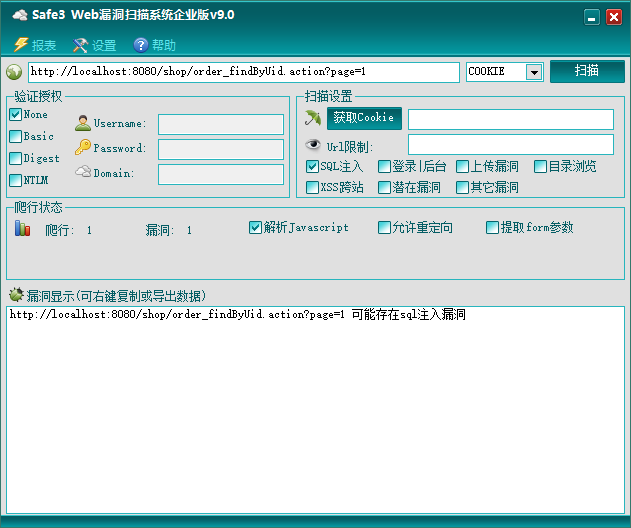 Safe3 Web漏洞扫描系统企业版v9.0
报表 设置 帮助
http://localhost:8080/shop/order_findByUid.action?page=1 COOKIE 扫描
验证授权
None
Basic
Digest
NTLM
Username:
Password:
Domain:
扫描设置
获取Cookie
Url限制:
SQL注入 登录|后台 上传漏洞 目录浏览
XSS跨站 潜在漏洞 其它漏洞
爬行状态
爬行: 1 漏洞: 1 解析Javascript 允许重定向 提取form参数
漏洞显示(可右键复制或导出数据)
http://localhost:8080/shop/order_findByUid.action?page=1 可能存在sql注入漏洞